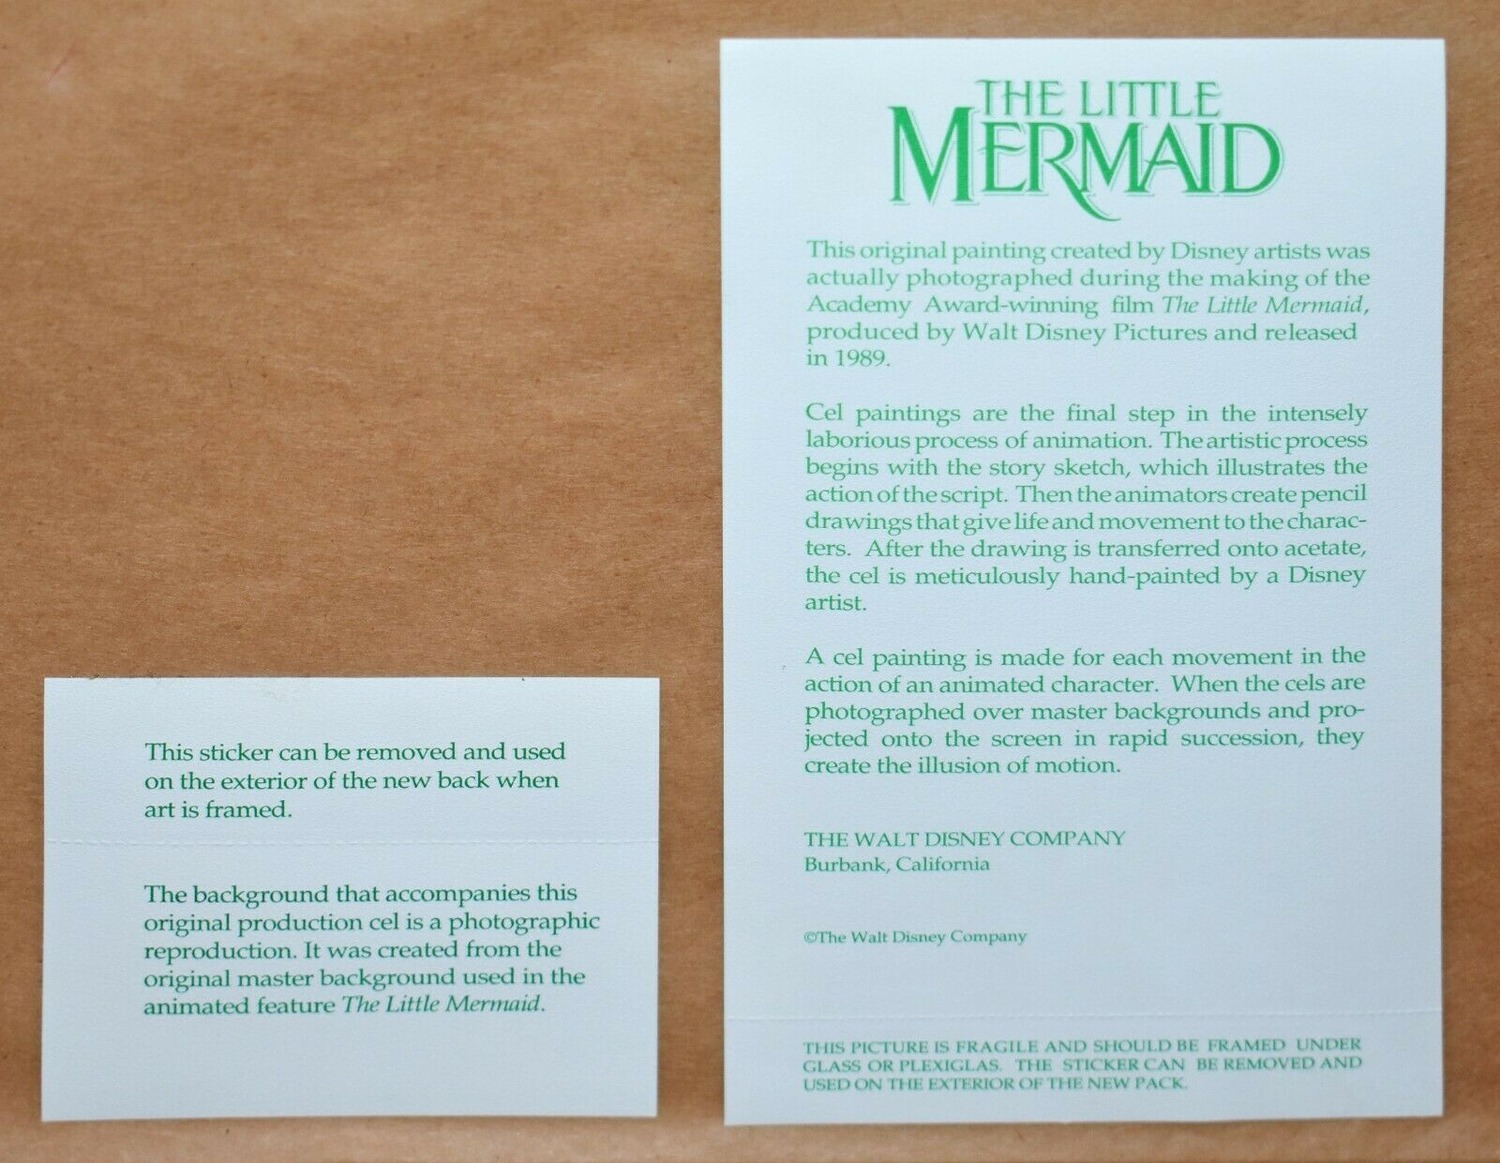 THE LITTLE
MERMAID
This original painting created by Disney artists was
actually photographed during the making of the
Academy Award-winning film The Little Mermaid,
produced by Walt Disney Pictures and released
in 1989.
Cel paintings are the final step in the intensely
laborious process of animation. The artistic process
begins with the story sketch, which illustrates the
action of the script. Then the animators create pencil
drawings that give life and movement to the charac-
ters. After the drawing is transferred onto acetate,
the cel is meticulously hand-painted by a Disney
artist.
A cel painting is made for each movement in the
action of an animated character. When the cels are
photographed over master backgrounds and pro-
jected onto the screen in rapid succession, they
create the illusion of motion.
THE WALT DISNEY COMPANY
Burbank, California
©The Walt Disney Company
THIS PICTURE IS FRAGILE AND SHOULD BE FRAMED UNDER
GLASS OR PLEXIGLAS. THE STICKER CAN BE REMOVED AND
USED ON THE EXTERIOR OF THE NEW PACK.
This sticker can be removed and used
on the exterior of the new back when
art is framed.
The background that accompanies this
original production cel is a photographic
reproduction. It was created from the
original master background used in the
animated feature The Little Mermaid.